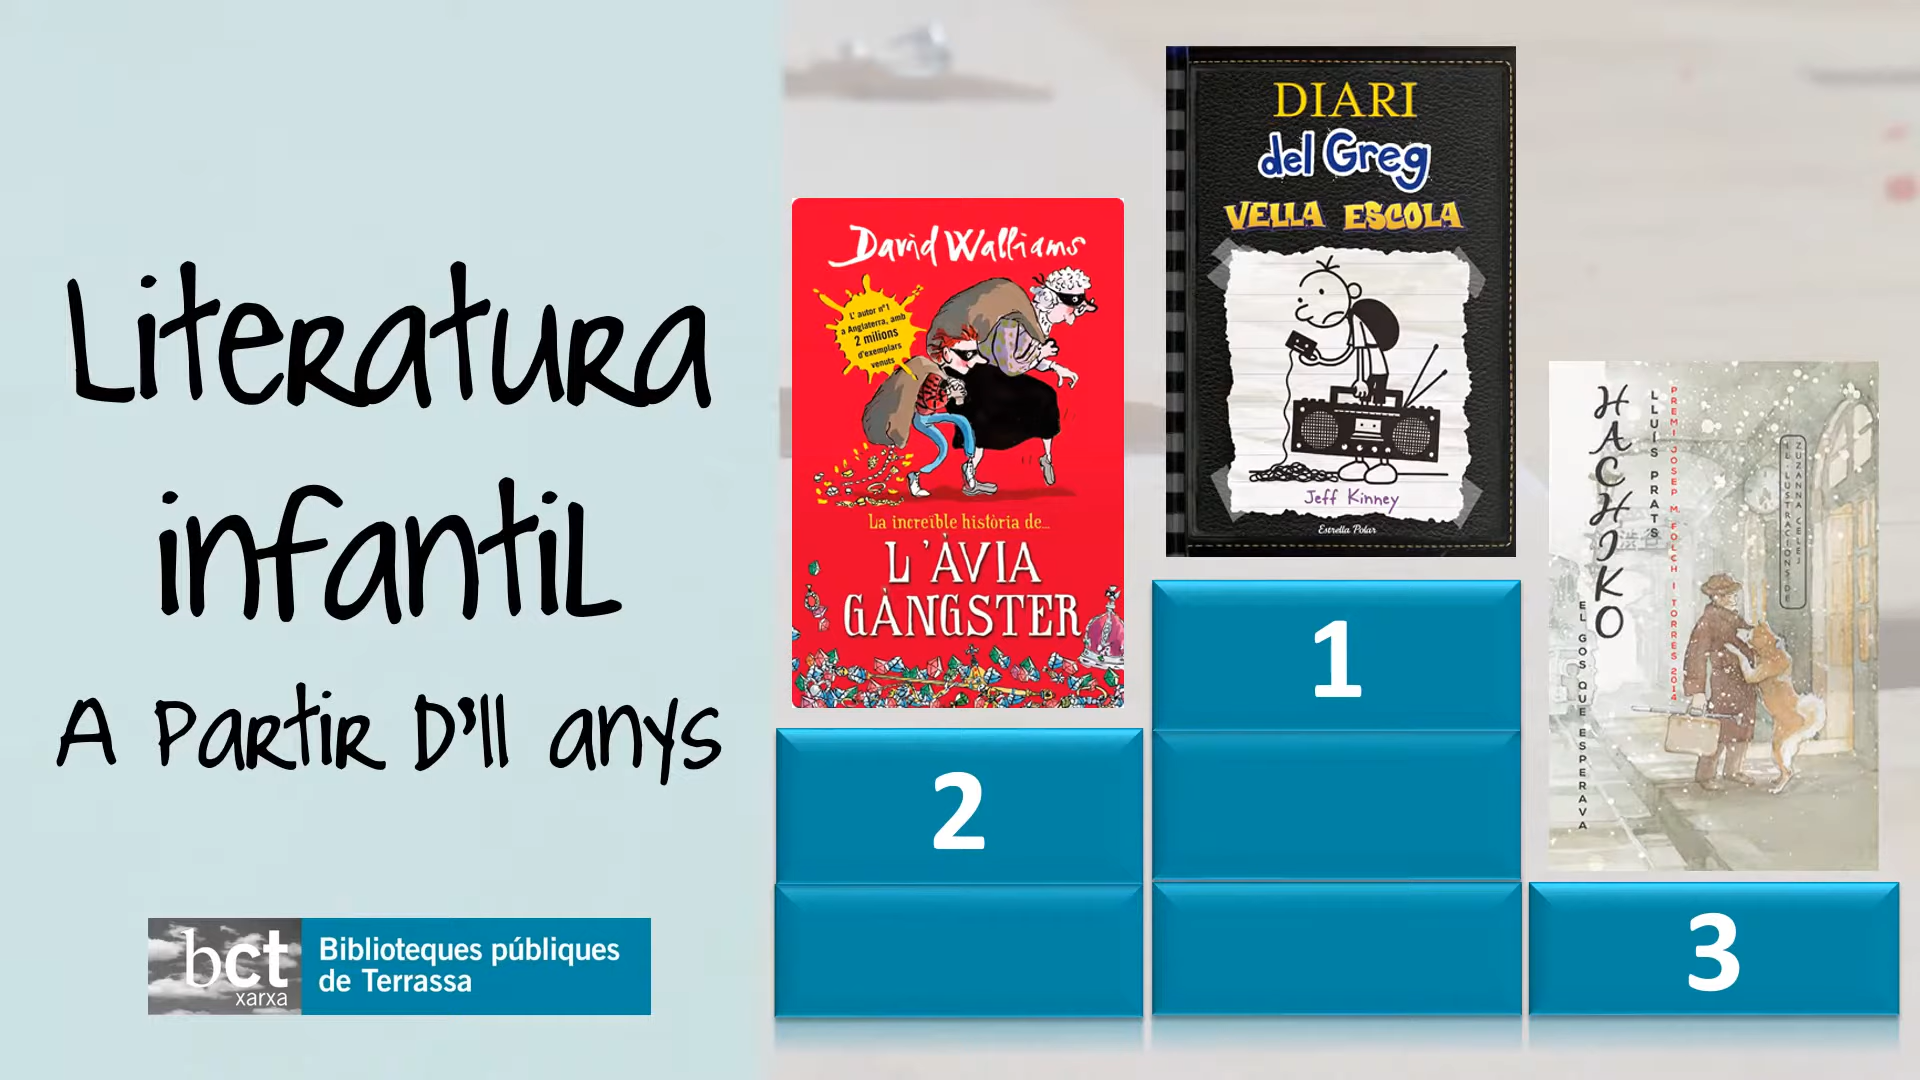 Literatura
infantil
A partir d'11 anys
bct
xarxa
Biblioteques públiques
de Terrassa
David Walliams
L'autor nº1
a Anglaterra, amb
2 milions
d'exemplars
venuts
La increïble història de...
L'ÀVIA
GÀNGSTER
2
DIARI
del Greg
VELLA ESCOLA
Jeff Kinney
Estrella Polar
1
HACHIKO
EL GOS QUE ESPERAVA
LLUÍS PRATS
PREMI JOSEP M. FOLCH I TORRES 2014
IL·LUSTRACIONS DE
ZUZANNA CELEJ
3